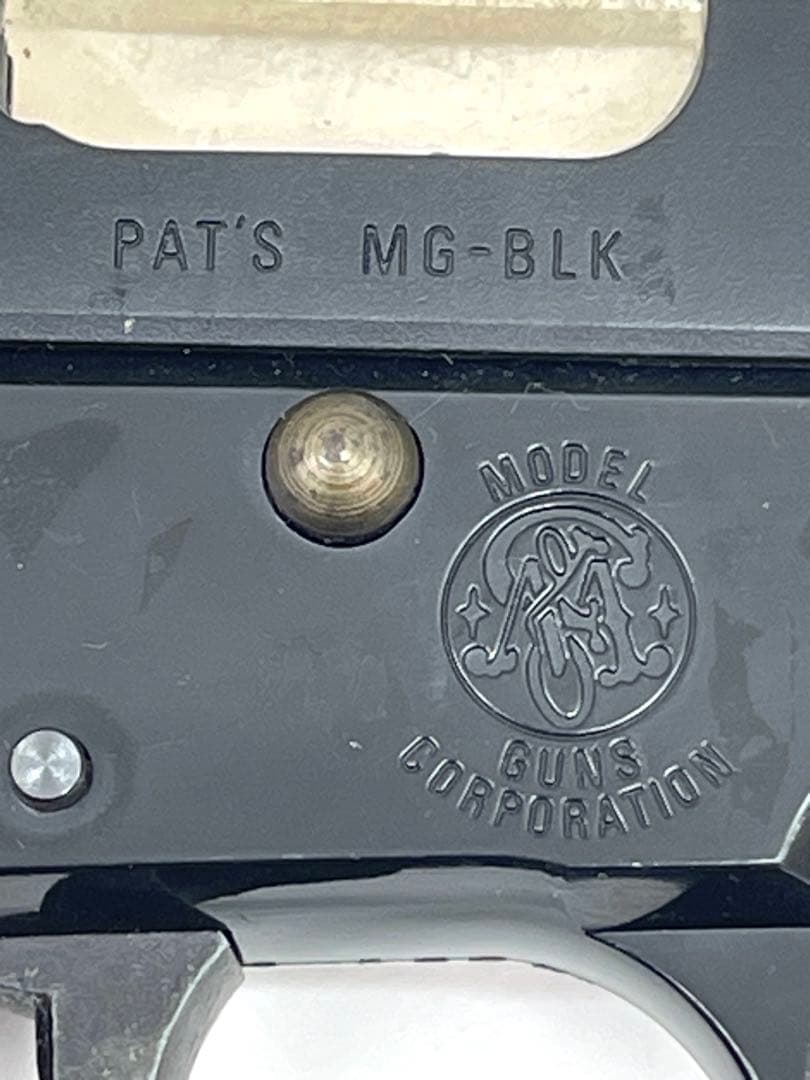 PAT'S MG-BLK
MODEL
GUNS
CORPORATION